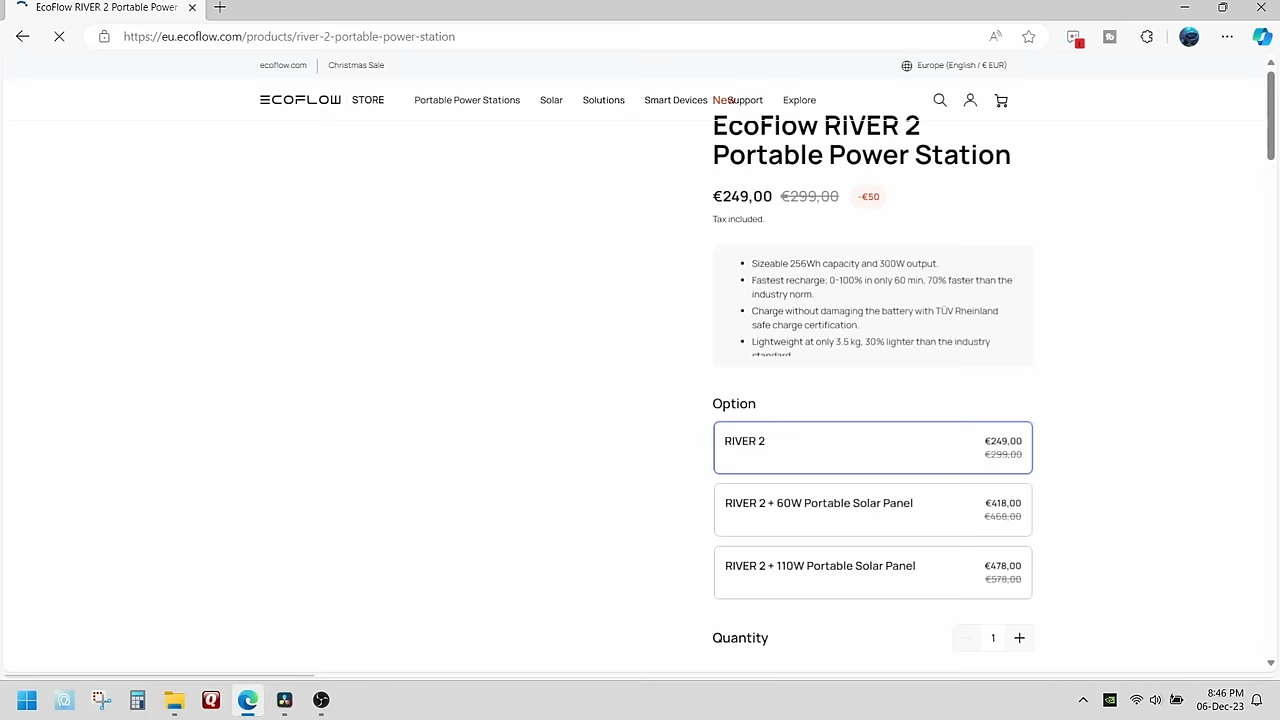 EcoFlow RIVER 2 Portable Power
https://eu.ecoflow.com/products/river-2-portable-power-station
ecoflow.com
Christmas Sale
Europe (English / € EUR)
ECOFLOW STORE
Portable Power Stations
Solar
Solutions
Smart Devices
New
Support
Explore
EcoFlow RIVER 2
Portable Power Station
€249,00 €299,00 -€50
Tax included.
• Sizeable 256Wh capacity and 300W output.
• Fastest recharge; 0-100% in only 60 min, 70% faster than the
industry norm.
• Charge without damaging the battery with TÜV Rheinland
safe charge certification.
• Lightweight at only 3.5 kg, 30% lighter than the industry
standard.
Option
RIVER 2 €249,00
€299,00
RIVER 2 + 60W Portable Solar Panel €418,00
€468,00
RIVER 2 + 110W Portable Solar Panel €478,00
€578,00
Quantity 1 +
8:46 PM
06-Dec-23